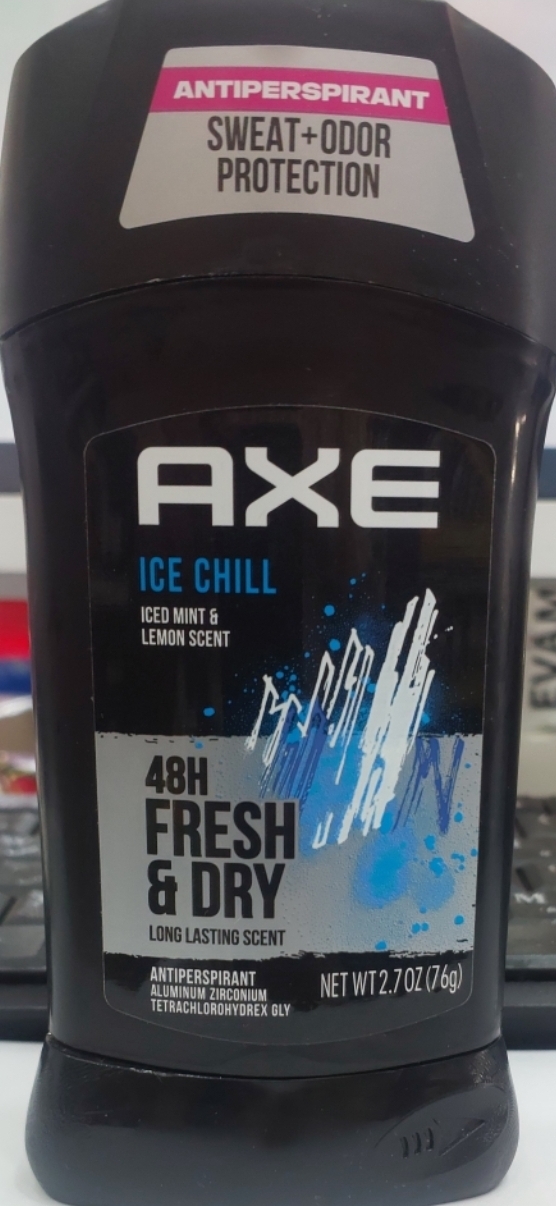 ANTIPERSPIRANT
SWEAT+ODOR
PROTECTION
AXE
ICE CHILL
ICED MINT &
LEMON SCENT
48H
FRESH
& DRY
LONG LASTING SCENT
ANTIPERSPIRANT
ALUMINUM ZIRCONIUM
TETRACHLOROHYDREX GLY
NET WT 2.7 OZ (76g)
EVAM
M